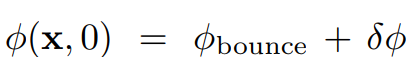 ϕ(𝐱, 0) = ϕ_bounce + δϕ